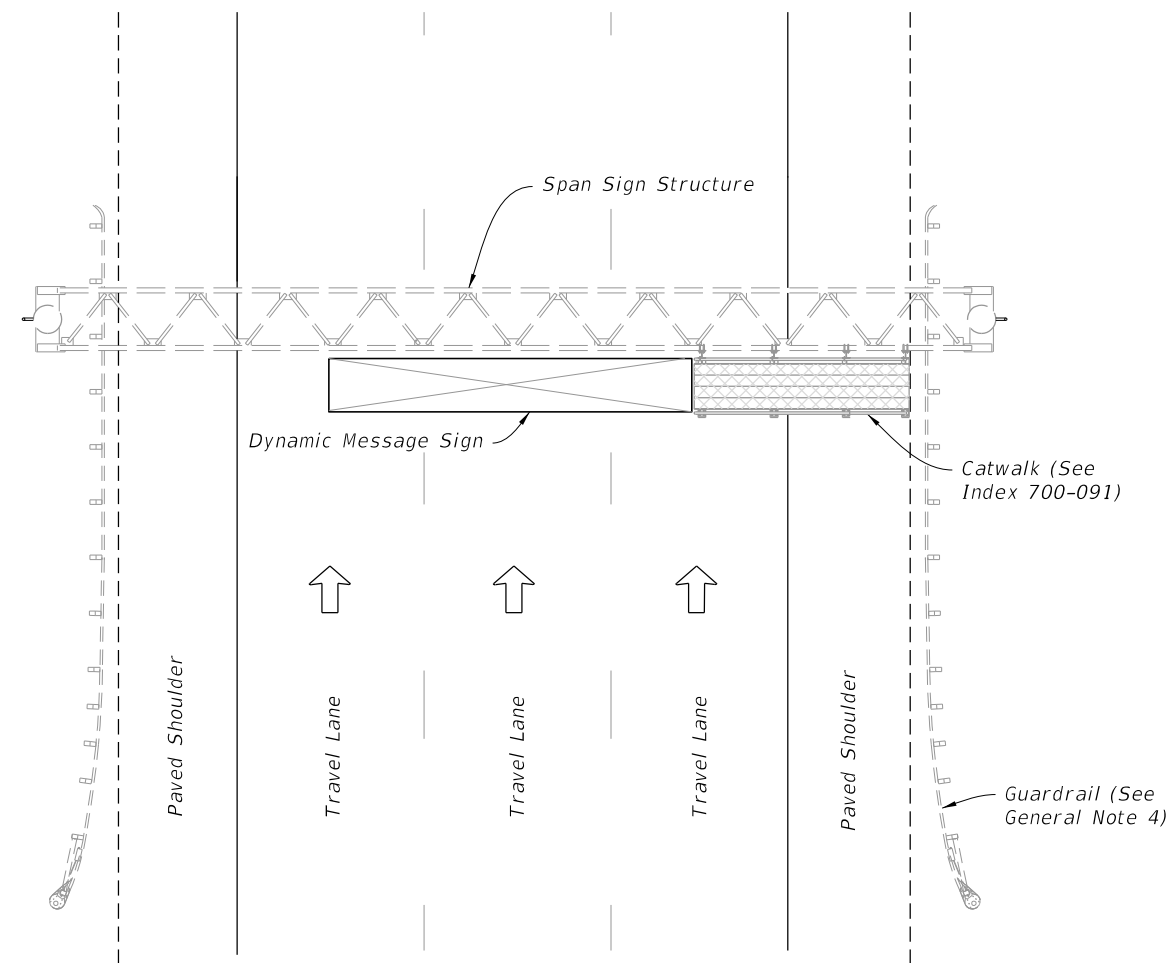 Span Sign Structure
Dynamic Message Sign
Catwalk (See
Index 700-091)
Paved Shoulder
Travel Lane
Travel Lane
Travel Lane
Paved Shoulder
Guardrail (See
General Note 4)